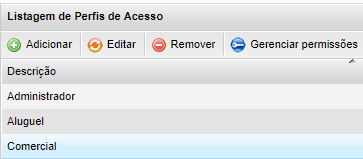 Listagem de Perfis de Acesso
Adicionar Editar Remover Gerenciar permissões
Descrição
Administrador
Aluguel
Comercial